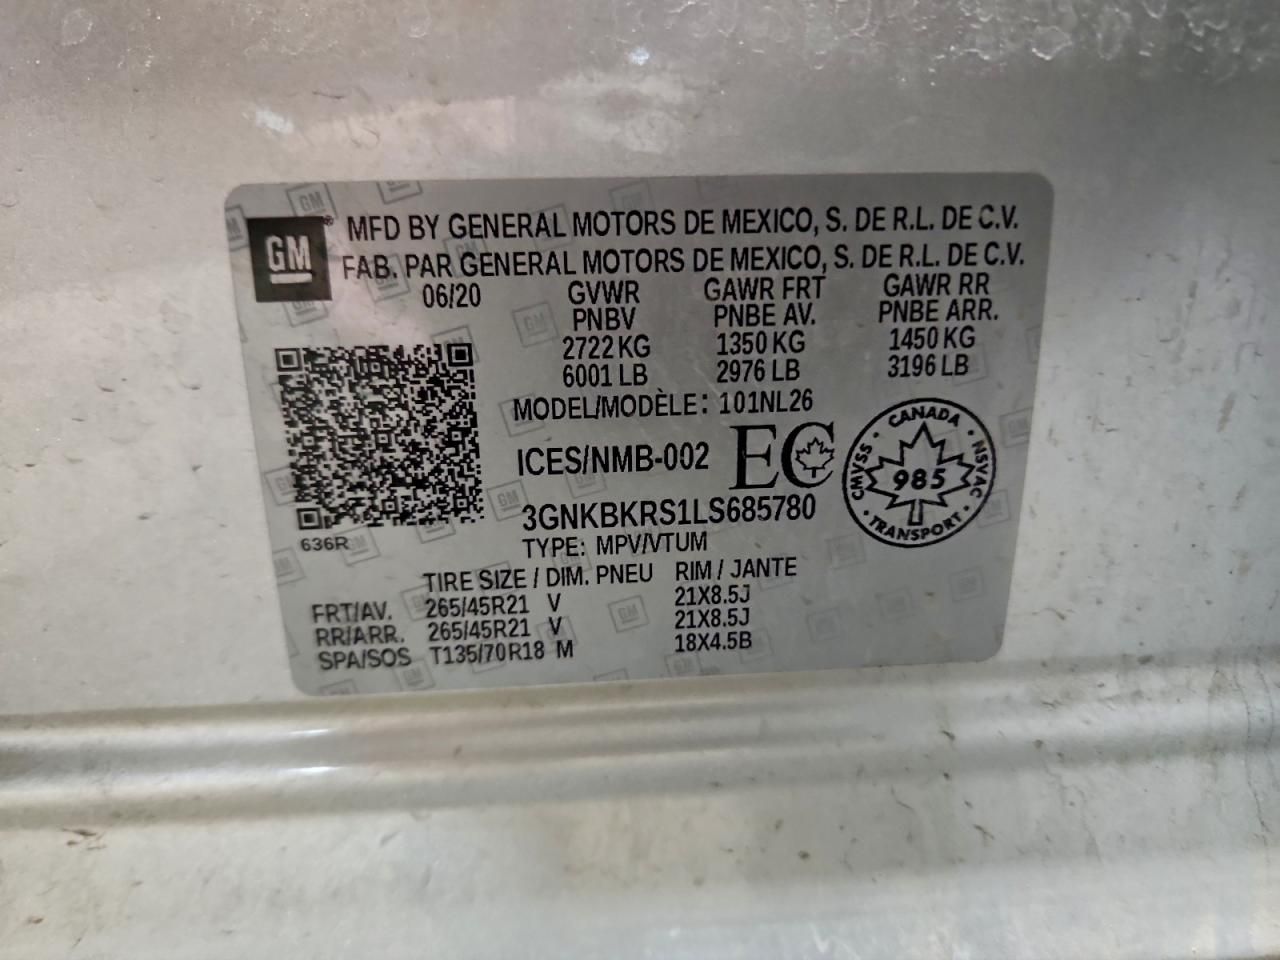 GM
MFD BY GENERAL MOTORS DE MEXICO, S. DE R.L. DE C.V.
FAB. PAR GENERAL MOTORS DE MEXICO, S. DE R.L. DE C.V.
06/20 GVWR GAWR FRT GAWR RR
PNBV PNBE AV. PNBE ARR.
2722 KG 1350 KG 1450 KG
6001 LB 2976 LB 3196 LB
MODEL/MODÈLE: 101NL26
ICES/NMB-002 EC
CANADA
CMVSS 985 NSVAC
TRANSPORT
3GNKBKRS1LS685780
636R
TYPE: MPV/VTUM
TIRE SIZE / DIM. PNEU RIM / JANTE
FRT/AV. 265/45R21 V 21X8.5J
RR/ARR. 265/45R21 V 21X8.5J
SPA/SOS T135/70R18 M 18X4.5B